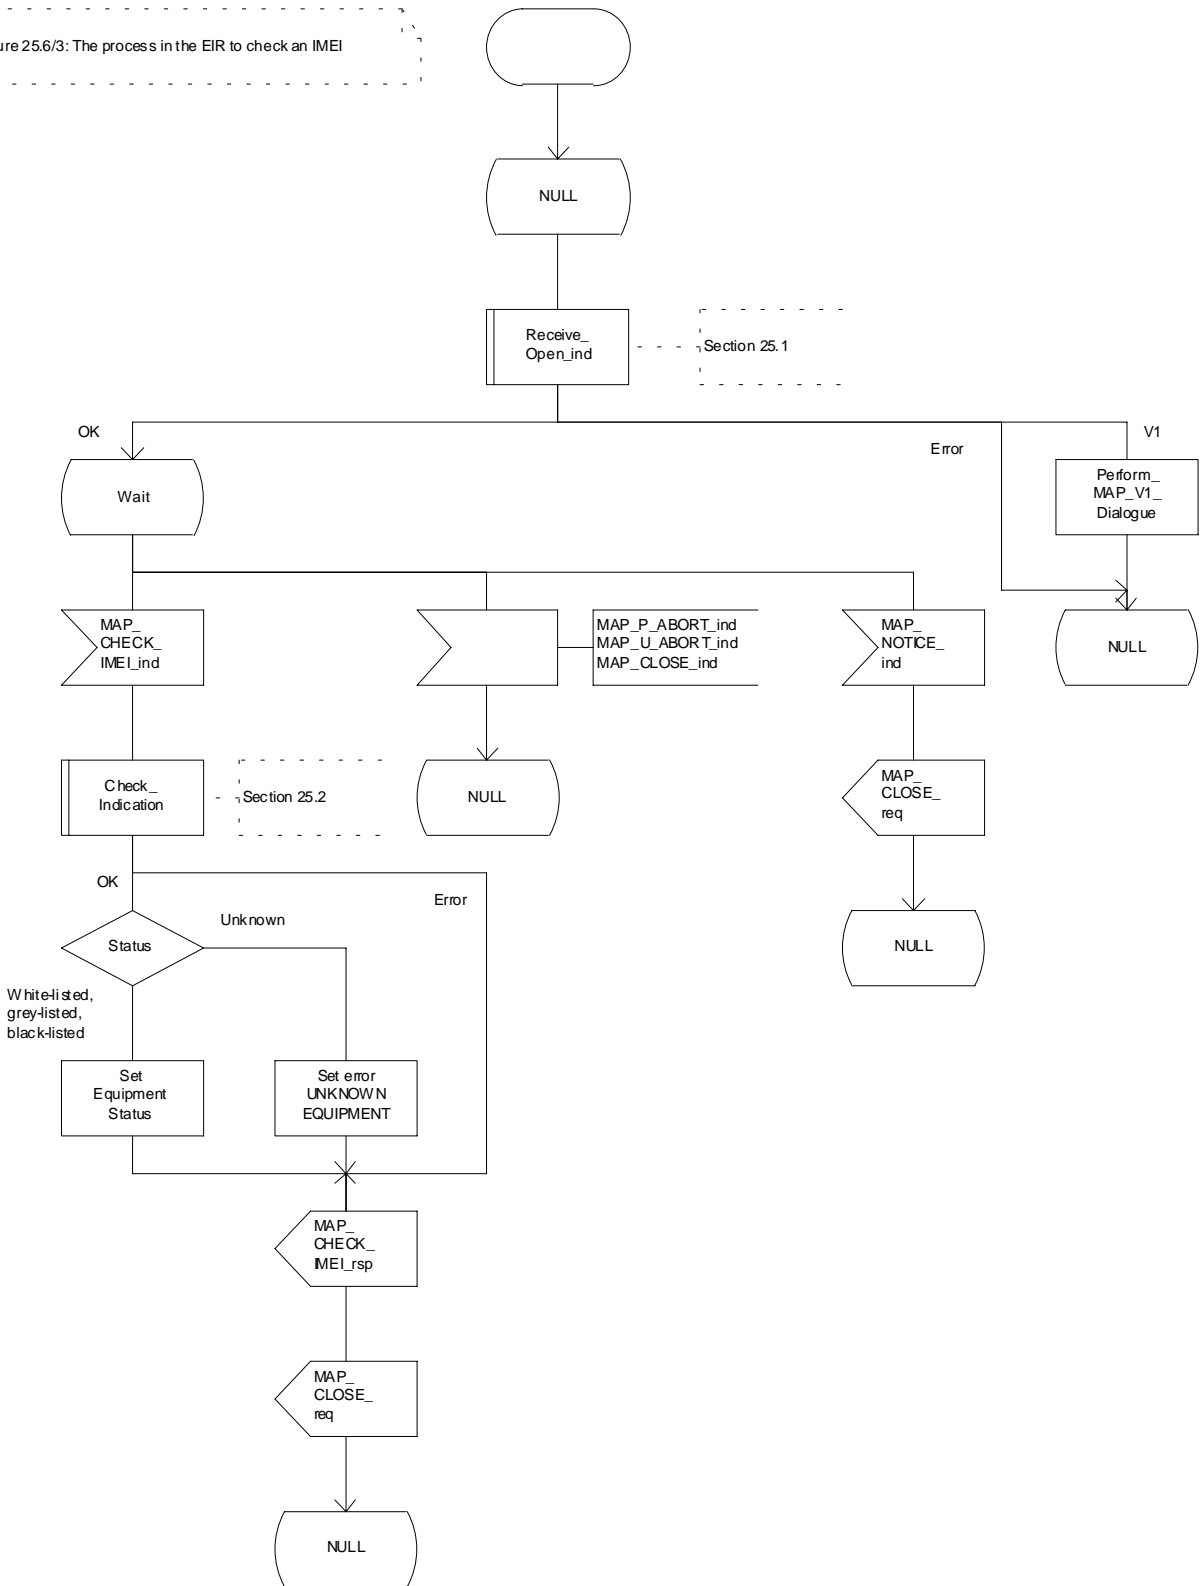 ure 25.6/3: The process in the EIR to check an IMEI
NULL
Receive_
Open_ind
Section 25.1
OK
Error
V1
Wait
Perform_
MAP_V1_
Dialogue
MAP_
CHECK_
IMEI_ind
MAP_P_ABORT_ind
MAP_U_ABORT_ind
MAP_CLOSE_ind
MAP_
NOTICE_
ind
NULL
Check_
Indication
Section 25.2
NULL
MAP_
CLOSE_
req
OK
Error
Unknown
Status
NULL
White-listed,
grey-listed,
black-listed
Set
Equipment
Status
Set error
UNKNOWN
EQUIPMENT
MAP_
CHECK_
IMEI_rsp
MAP_
CLOSE_
req
NULL